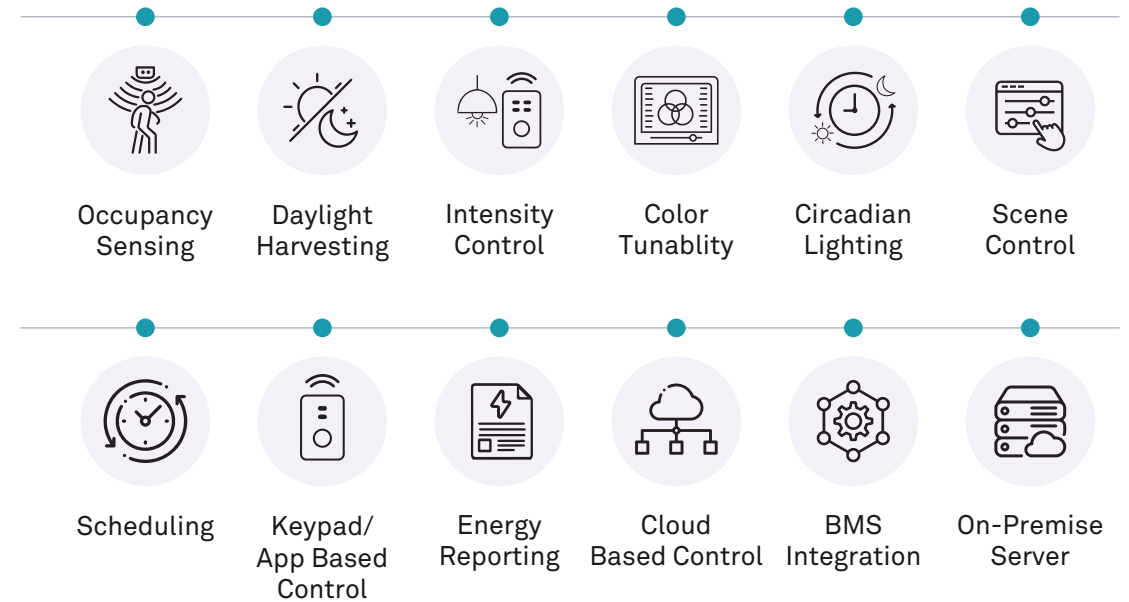 Occupancy
Sensing
Daylight
Harvesting
Intensity
Control
Color
Tunablity
Circadian
Lighting
Scene
Control
Scheduling
Keypad/
App Based
Control
Energy
Reporting
Cloud
Based Control
BMS
Integration
On-Premise
Server